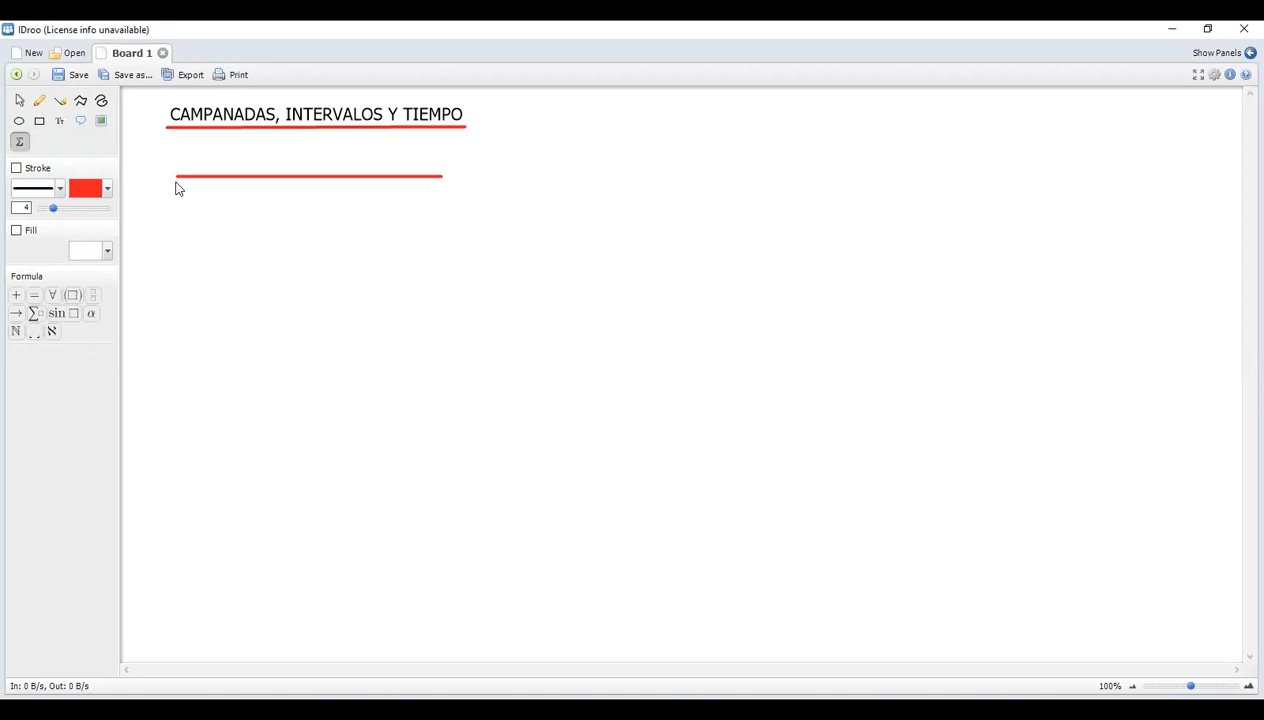 IDroo (License info unavailable)
New Open Board 1 Show Panels
Save Save as... Export Print
CAMPANADAS, INTERVALOS Y TIEMPO
Tr
Σ
Stroke
4
Fill
Formula
+ = ∀ (□)
→ Σ□ sin □ α
ℕ ℵ
In: 0 B/s, Out: 0 B/s 100%